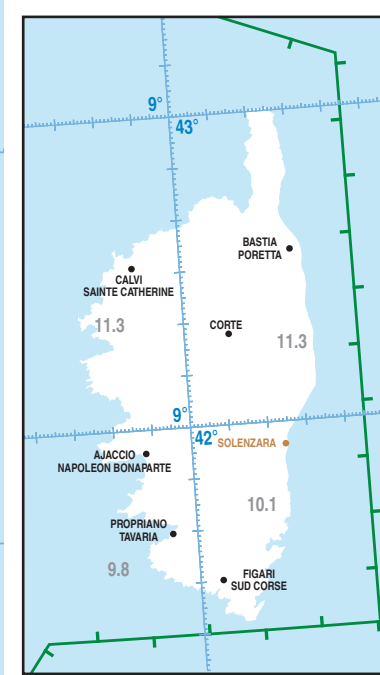 9°
43°
BASTIA
PORETTA
CALVI
SAINTE CATHERINE
11.3
CORTE
11.3
9°
42°
SOLENZARA
AJACCIO
NAPOLEON BONAPARTE
10.1
PROPRIANO
TAVARIA
9.8
FIGARI
SUD CORSE